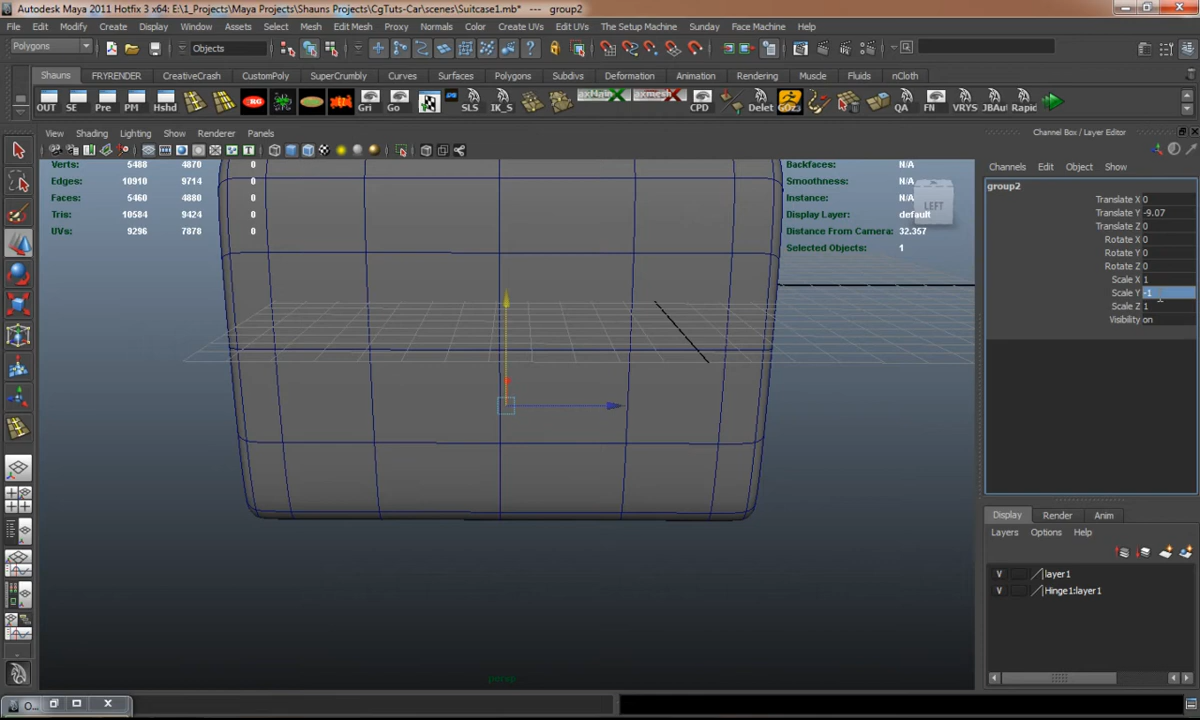 Autodesk Maya 2011 Hotfix 3 x64: E:\1_Projects\Maya Projects\Shauns Projects\CgTuts-Car\scenes\Suitcase1.mb* --- group2
File Edit Modify Create Display Window Assets Select Mesh Edit Mesh Proxy Normals Color Create UVs Edit UVs The Setup Machine Sunday Face Machine Help
Polygons Objects
Shauns FRYRENDER CreativeCrash CustomPoly SuperCrumbly Curves Surfaces Polygons Subdivs Deformation Animation Rendering Muscle Fluids nCloth
OUT SE Pre PM Hshd Gri Go SLS IK_S axMain axmesh CPD Delet GOz QA FN VRYS JBAut Rapic
View Shading Lighting Show Renderer Panels
Channel Box / Layer Editor
Channels Edit Object Show
Verts: 5488 4870 0
Edges: 10910 9714 0
Faces: 5460 4880 0
Tris: 10584 9424 0
UVs: 9296 7878 0
Backfaces: N/A
Smoothness: N/A
Instance: N/A
Display Layer: default
Distance From Camera: 32.357
Selected Objects: 1
LEFT
group2
Translate X 0
Translate Y -9.07
Translate Z 0
Rotate X 0
Rotate Y 0
Rotate Z 0
Scale X 1
Scale Y -1
Scale Z 1
Visibility on
Display Render Anim
Layers Options Help
V layer1
V Hinge1:layer1
persp
O...